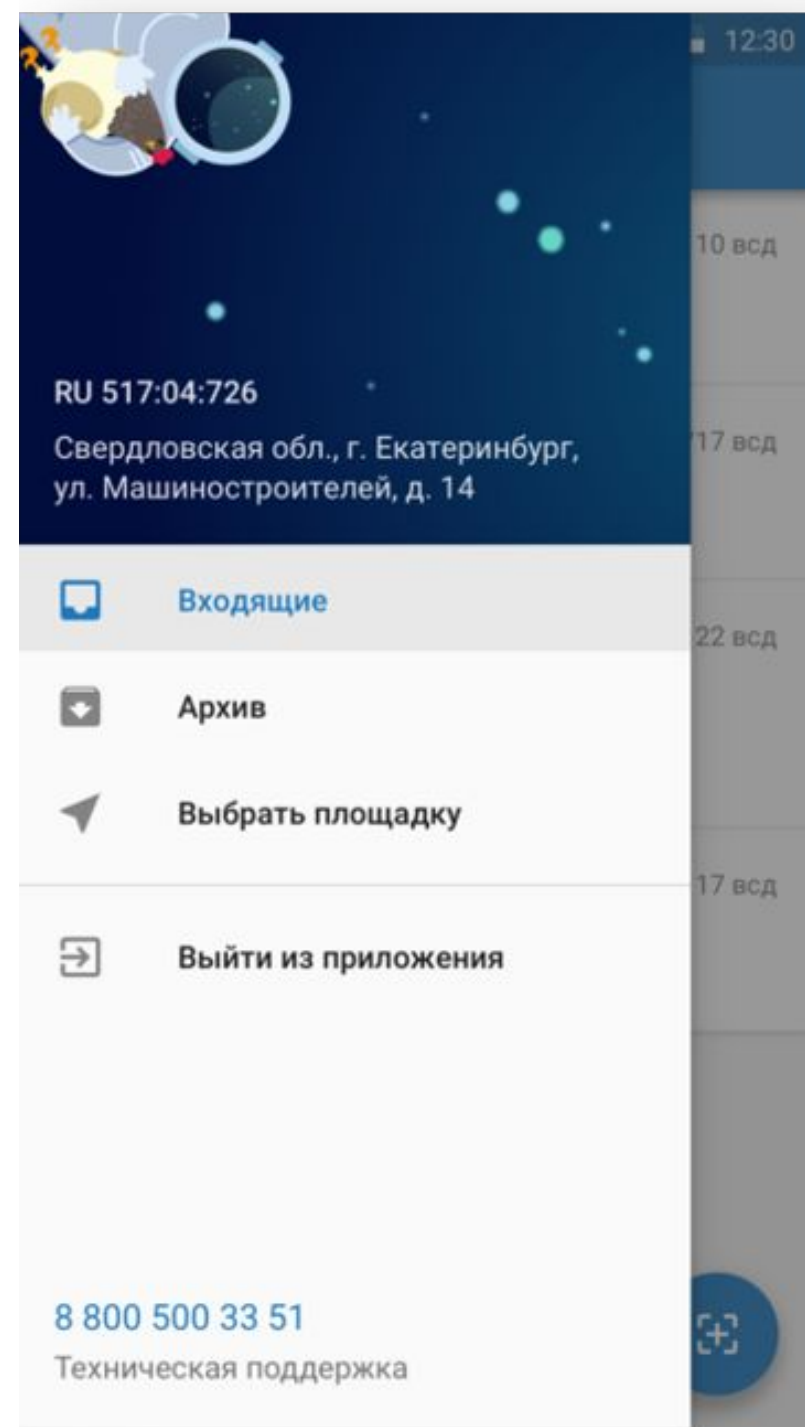 12:30
10 всд
17 всд
22 всд
17 всд
RU 517:04:726
Свердловская обл., г. Екатеринбург,
ул. Машиностроителей, д. 14
Входящие
Архив
Выбрать площадку
Выйти из приложения
8 800 500 33 51
Техническая поддержка